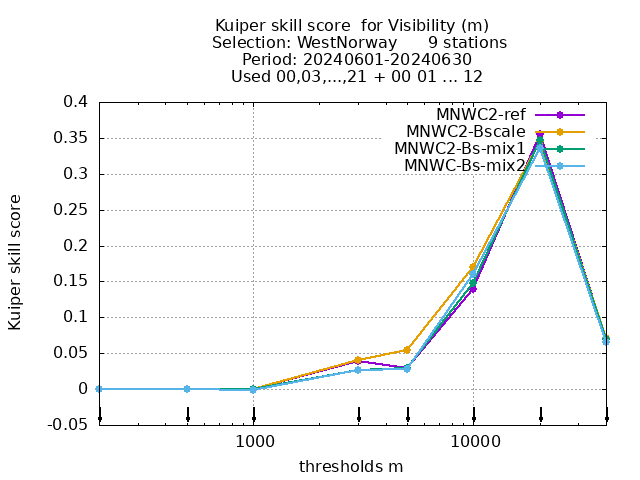 Kuiper skill score  for Visibility (m)
Selection: WestNorway      9 stations
Period: 20240601-20240630
Used 00,03,...,21 + 00 01 ... 12
MNWC2-ref
MNWC2-Bscale
MNWC2-Bs-mix1
MNWC-Bs-mix2
Kuiper skill score
0.4
0.35
0.3
0.25
0.2
0.15
0.1
0.05
0
-0.05
1000 10000
thresholds m